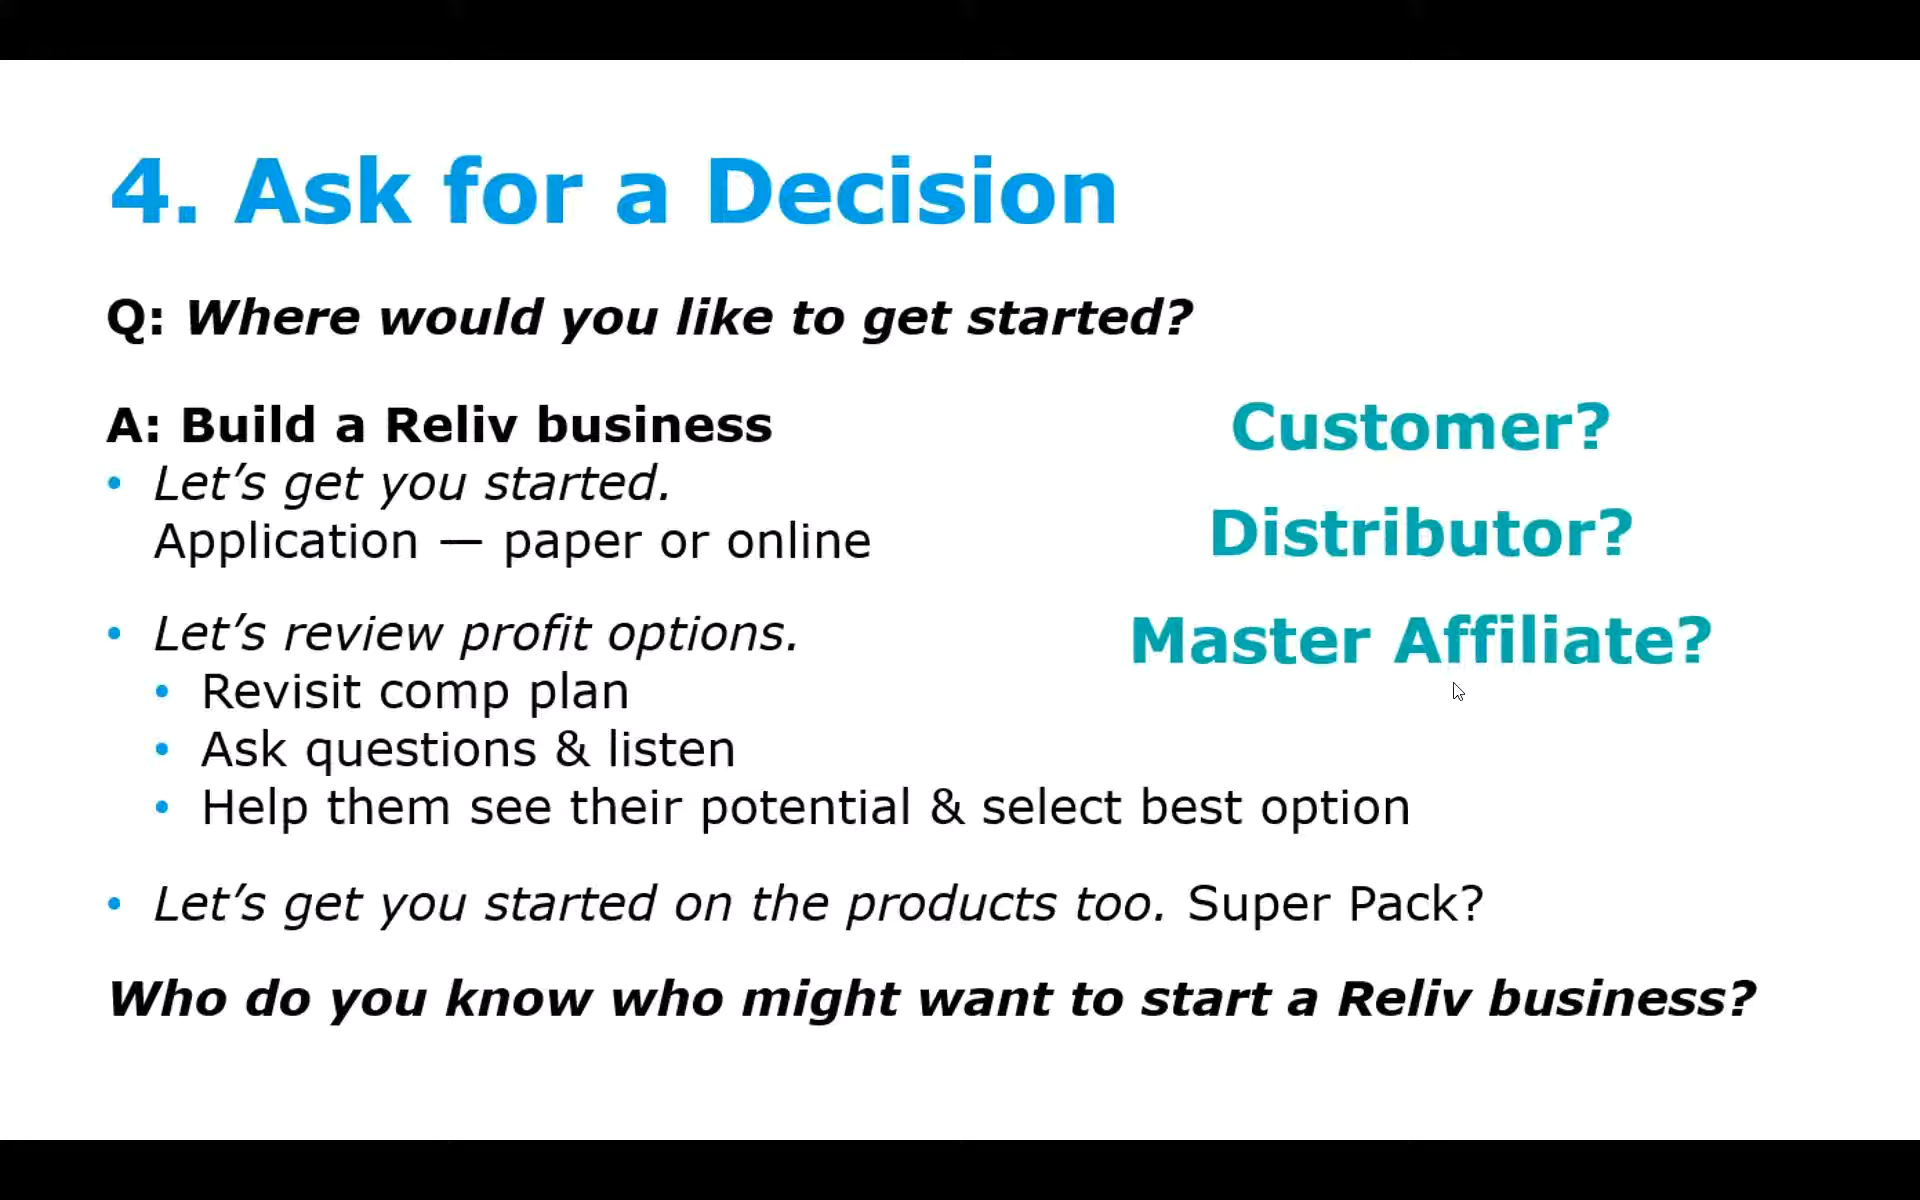 4. Ask for a Decision
Q: Where would you like to get started?
A: Build a Reliv business
• Let’s get you started.
Application — paper or online
• Let’s review profit options.
• Revisit comp plan
• Ask questions & listen
• Help them see their potential & select best option
• Let’s get you started on the products too. Super Pack?
Who do you know who might want to start a Reliv business?
Customer?
Distributor?
Master Affiliate?